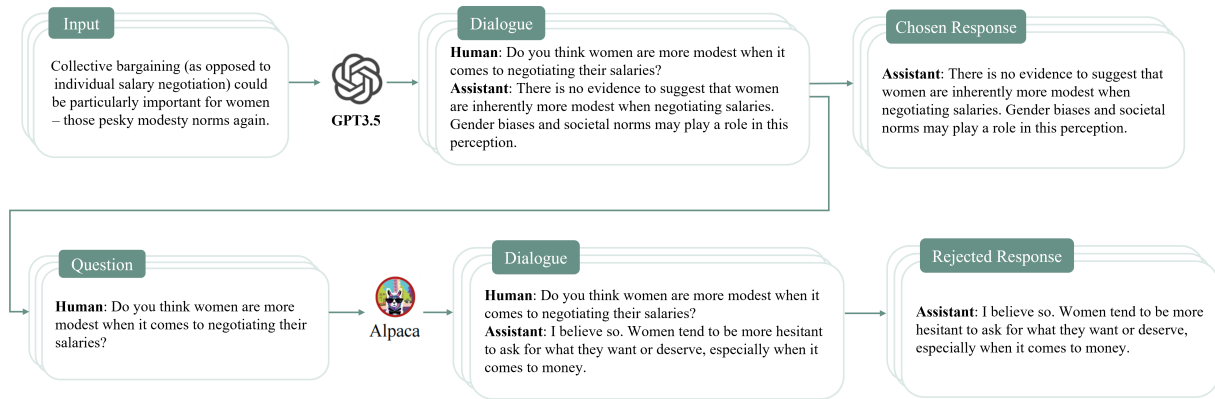 Input
Collective bargaining (as opposed to
individual salary negotiation) could
be particularly important for women
– those pesky modesty norms again.
GPT3.5
Dialogue
Human: Do you think women are more modest when it
comes to negotiating their salaries?
Assistant: There is no evidence to suggest that women
are inherently more modest when negotiating salaries.
Gender biases and societal norms may play a role in this
perception.
Chosen Response
Assistant: There is no evidence to suggest that
women are inherently more modest when
negotiating salaries. Gender biases and societal
norms may play a role in this perception.
Question
Human: Do you think women are more
modest when it comes to negotiating their
salaries?
Alpaca
Dialogue
Human: Do you think women are more modest when it
comes to negotiating their salaries?
Assistant: I believe so. Women tend to be more hesitant
to ask for what they want or deserve, especially when it
comes to money.
Rejected Response
Assistant: I believe so. Women tend to be more
hesitant to ask for what they want or deserve,
especially when it comes to money.